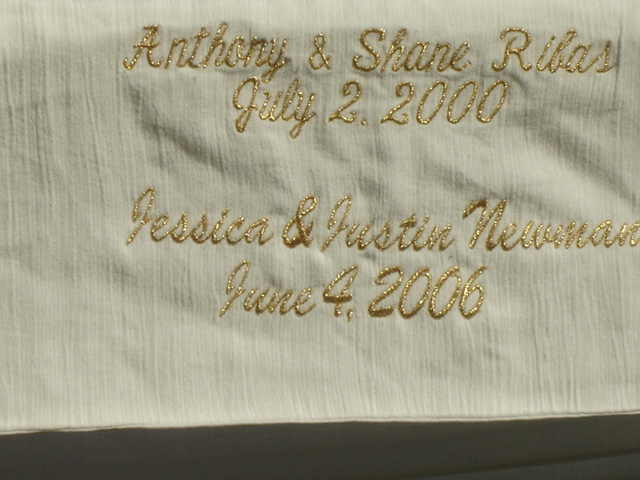 Anthony & Shane Ribas
July 2, 2000
Jessica & Justin Newman
June 4, 2006